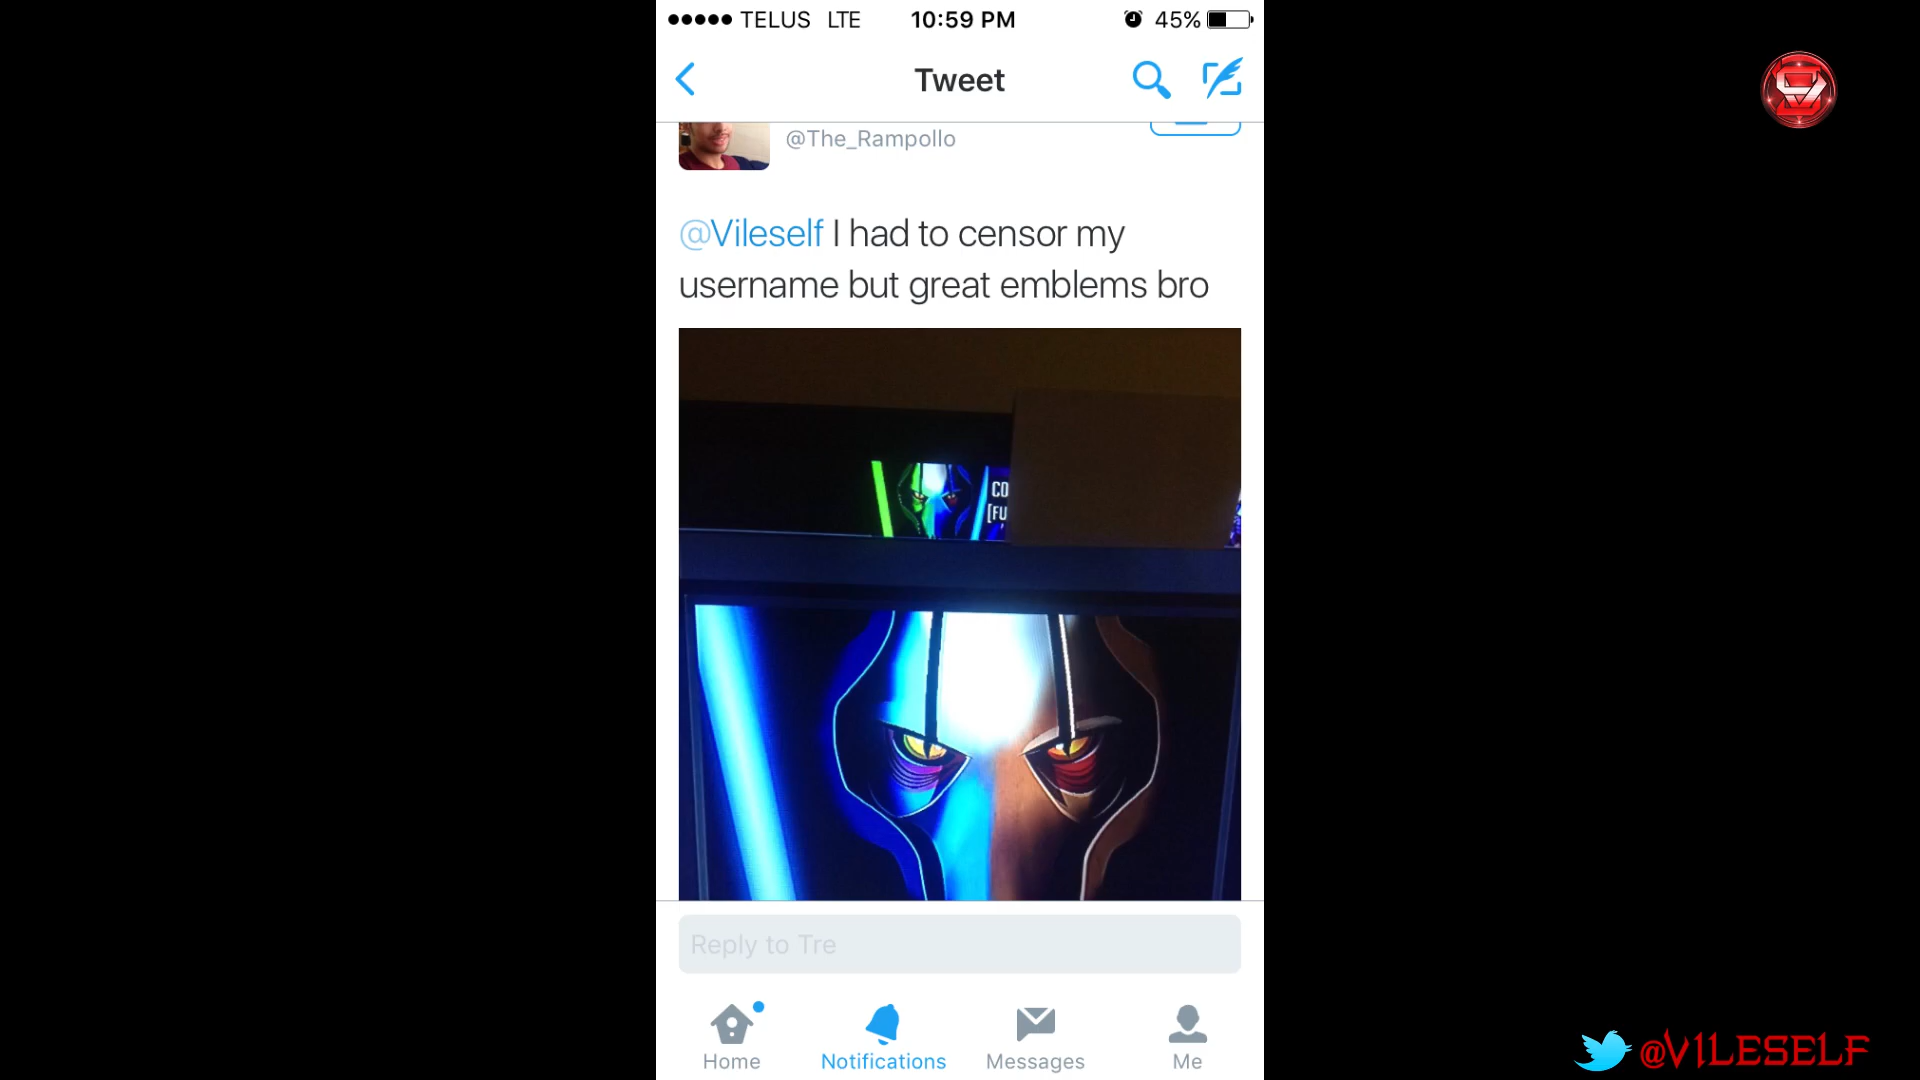 TELUS LTE 10:59 PM 45%
Tweet
@The_Rampollo
@Vileself I had to censor my
username but great emblems bro
CO
[FU
Reply to Tre
Home Notifications Messages Me
@V1LESELF